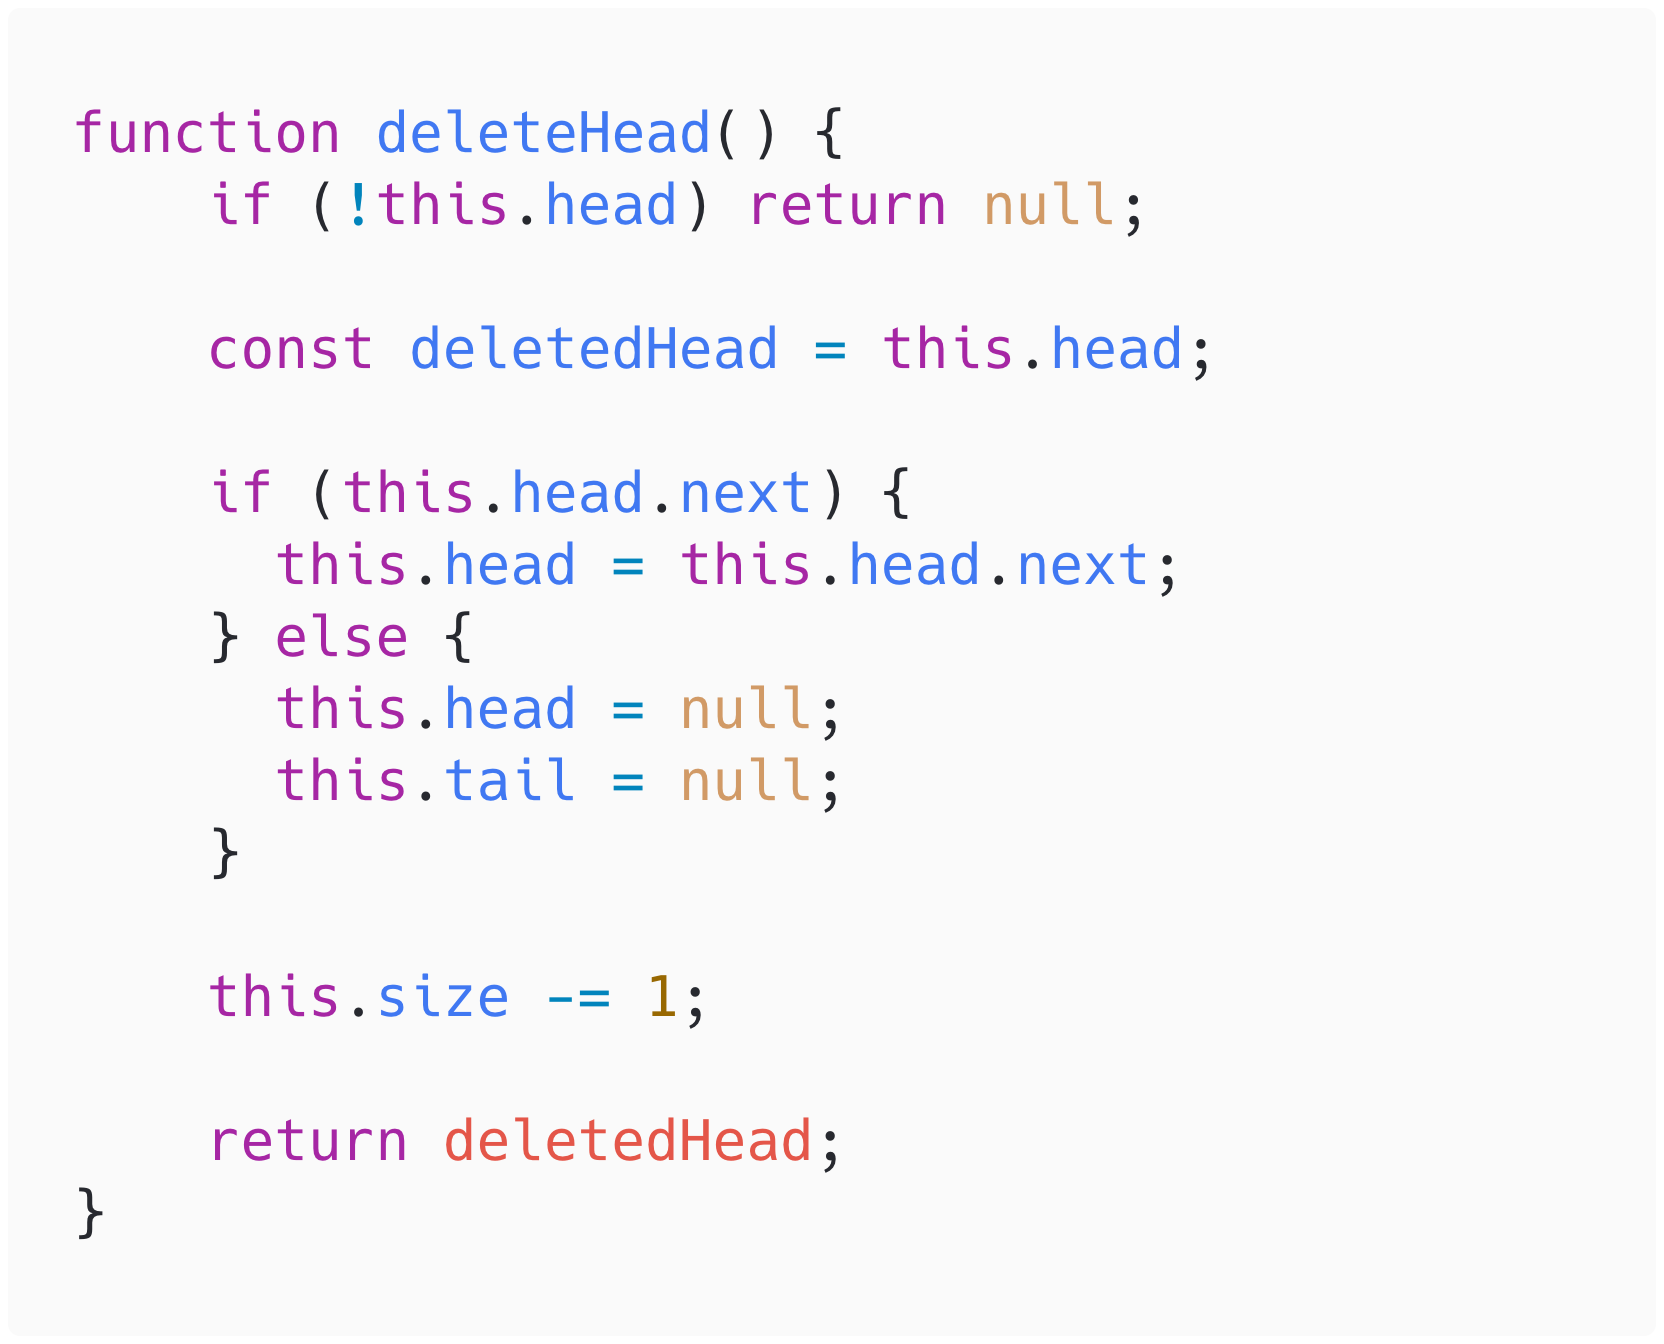 function deleteHead() {
    if (!this.head) return null;

    const deletedHead = this.head;

    if (this.head.next) {
      this.head = this.head.next;
    } else {
      this.head = null;
      this.tail = null;
    }

    this.size -= 1;

    return deletedHead;
}